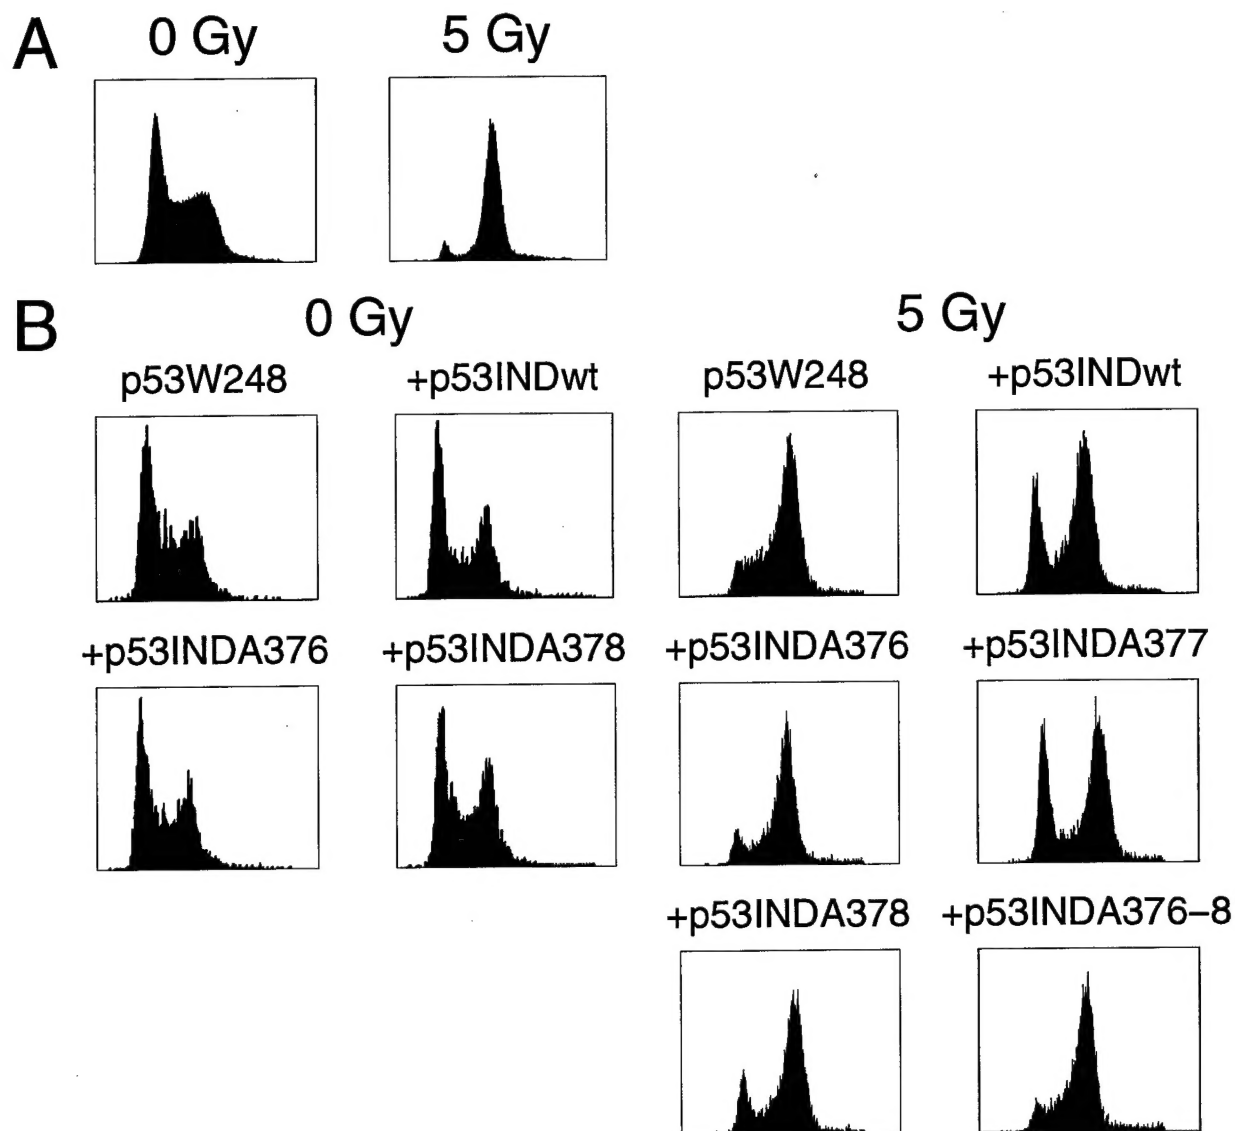 A 0 Gy 5 Gy
B 0 Gy 5 Gy
p53W248 +p53INDwt p53W248 +p53INDwt
+p53INDA376 +p53INDA378 +p53INDA376 +p53INDA377
+p53INDA378 +p53INDA376–8